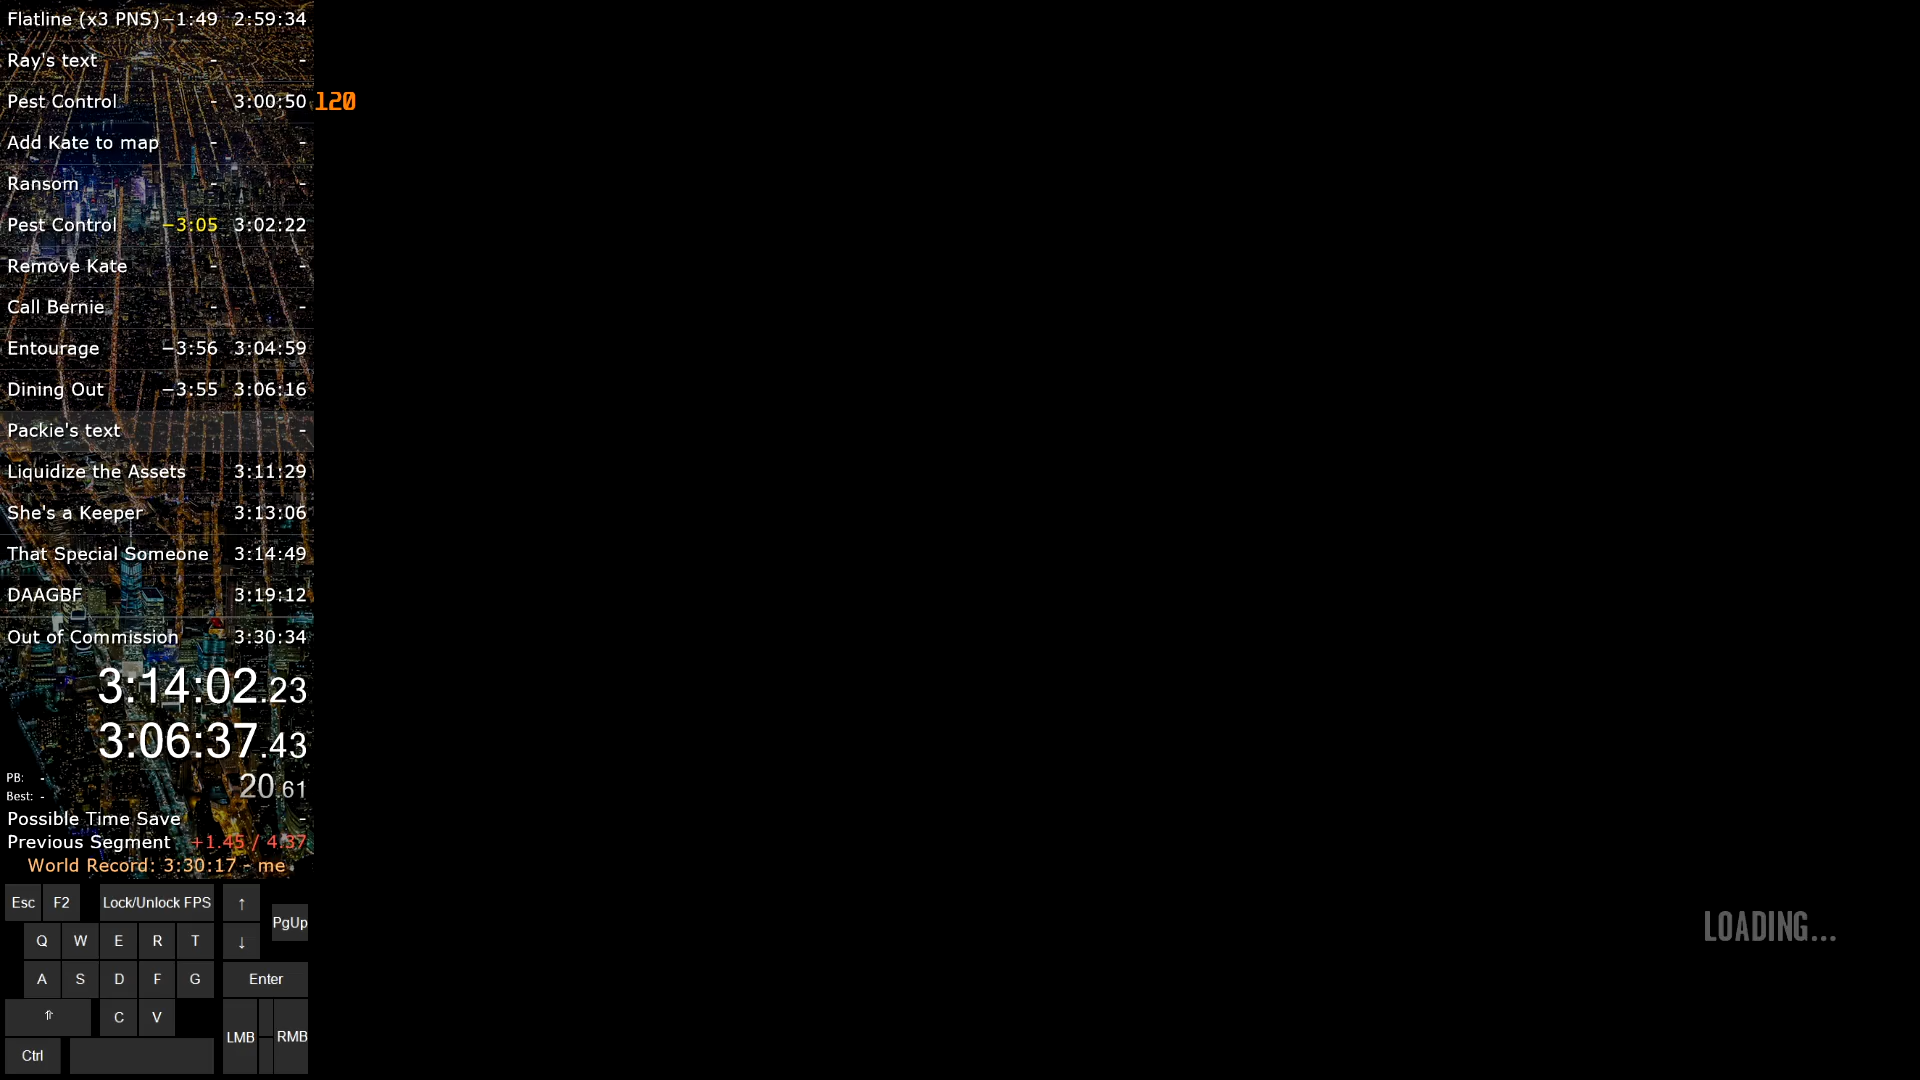 Flatline (x3 PNS) −1:49 2:59:34
Ray's text - -
Pest Control - 3:00:50 120
Add Kate to map - -
Ransom - -
Pest Control −3:05 3:02:22
Remove Kate - -
Call Bernie - -
Entourage −3:56 3:04:59
Dining Out −3:55 3:06:16
Packie's text -
Liquidize the Assets 3:11:29
She's a Keeper 3:13:06
That Special Someone 3:14:49
DAAGBF 3:19:12
Out of Commission 3:30:34
3:14:02.23
3:06:37.43
PB: -
Best: -
20.61
Possible Time Save -
Previous Segment +1.45 / 4.37
World Record: 3:30:17 - me
Esc F2 Lock/Unlock FPS ↑ PgUp
Q W E R T ↓
A S D F G Enter
⇧ C V LMB RMB
Ctrl
LOADING...